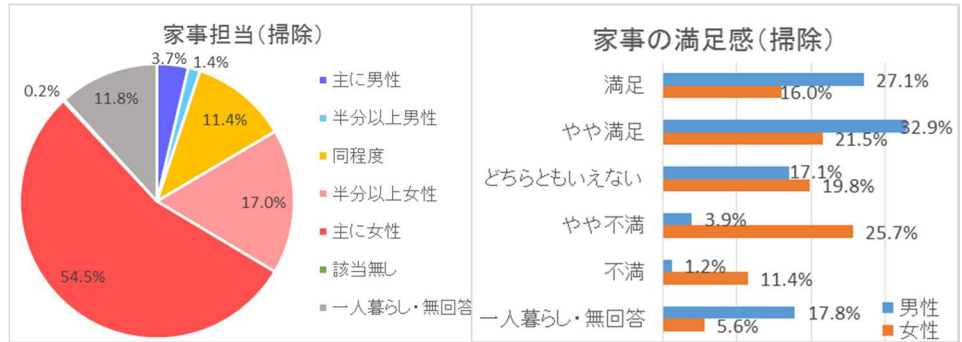 家事担当(掃除)
3.7%
1.4%
11.4%
17.0%
54.5%
0.2%
11.8%
主に男性
半分以上男性
同程度
半分以上女性
主に女性
該当無し
一人暮らし・無回答
家事の満足感(掃除)
満足
27.1%
16.0%
やや満足
32.9%
21.5%
どちらともいえない
17.1%
19.8%
やや不満
3.9%
25.7%
不満
1.2%
11.4%
一人暮らし・無回答
17.8%
5.6%
男性
女性